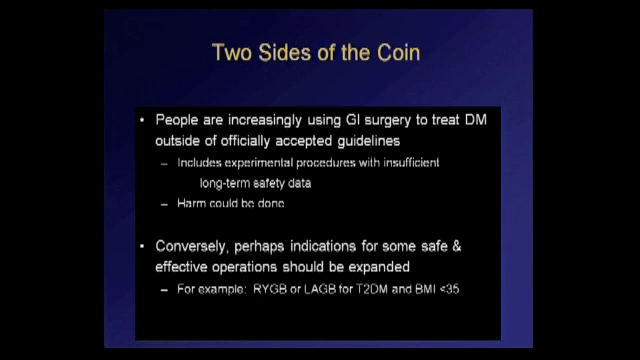 Two Sides of the Coin
• People are increasingly using GI surgery to treat DM
outside of officially accepted guidelines
– Includes experimental procedures with insufficient
long-term safety data
– Harm could be done
• Conversely, perhaps indications for some safe &
effective operations should be expanded
– For example: RYGB or LAGB for T2DM and BMI <35